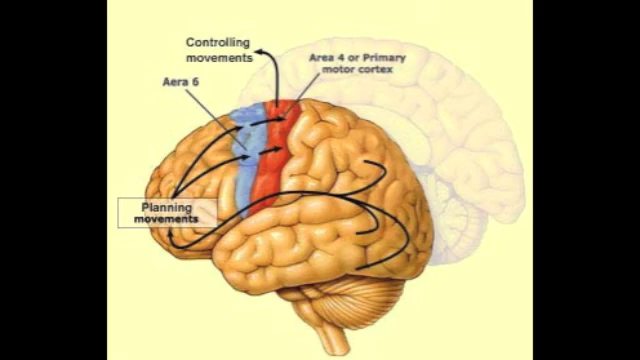 Controlling
movements
Area 4 or Primary
motor cortex
Aera 6
Planning
movements